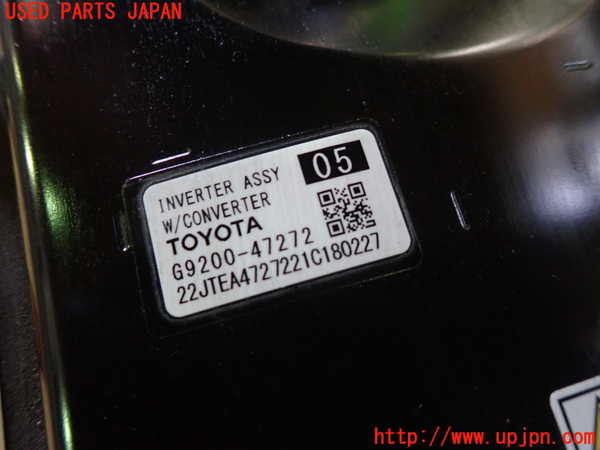 USED PARTS JAPAN
INVERTER ASSY
05
W/CONVERTER
TOYOTA
G9200-47272
22JTEA4727221C180227
http://www.upjpn.com/